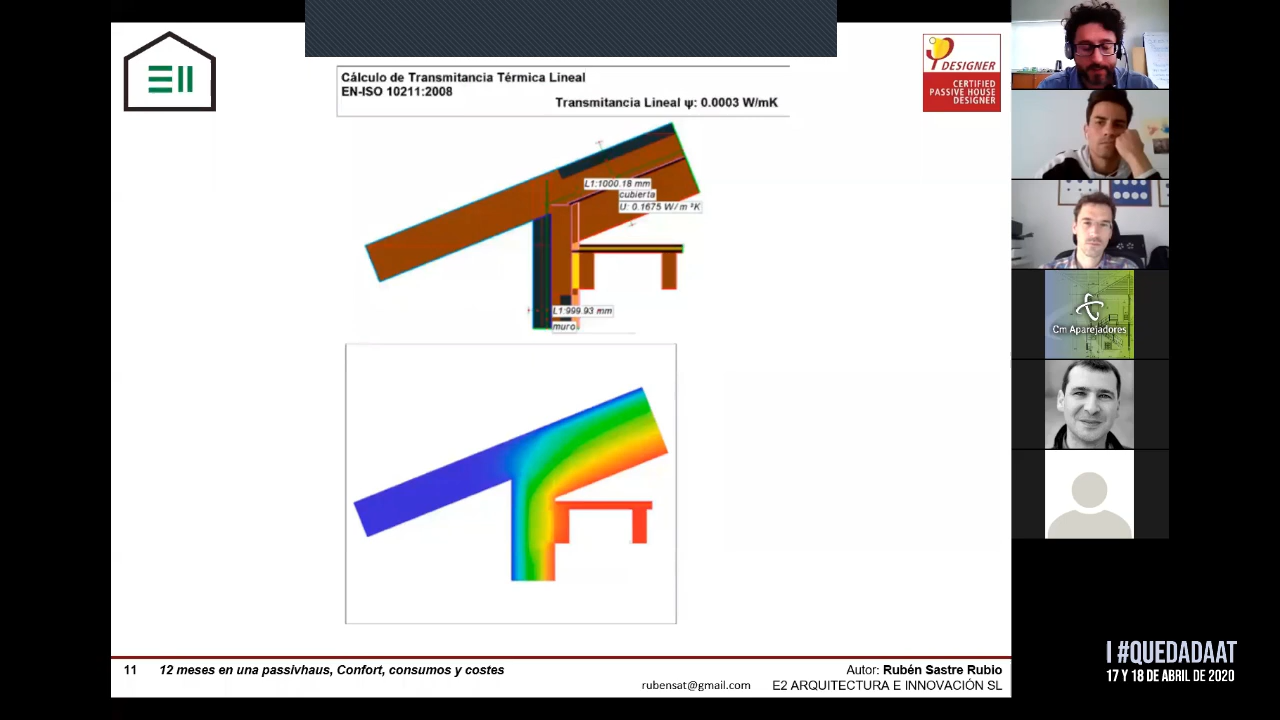 Cálculo de Transmitancia Térmica Lineal
EN-ISO 10211:2008
Transmitancia Lineal ψ: 0.0003 W/mK
DESIGNER
CERTIFIED
PASSIVE HOUSE
DESIGNER
L1:1000.18 mm
cubierta
U: 0.1675 W/m²K
L1:999.93 mm
muro
Cm Aparejadores
11 12 meses en una passivhaus, Confort, consumos y costes
Autor: Rubén Sastre Rubio
rubensat@gmail.com E2 ARQUITECTURA E INNOVACIÓN SL
I #QUEDADAAT
17 Y 18 DE ABRIL DE 2020